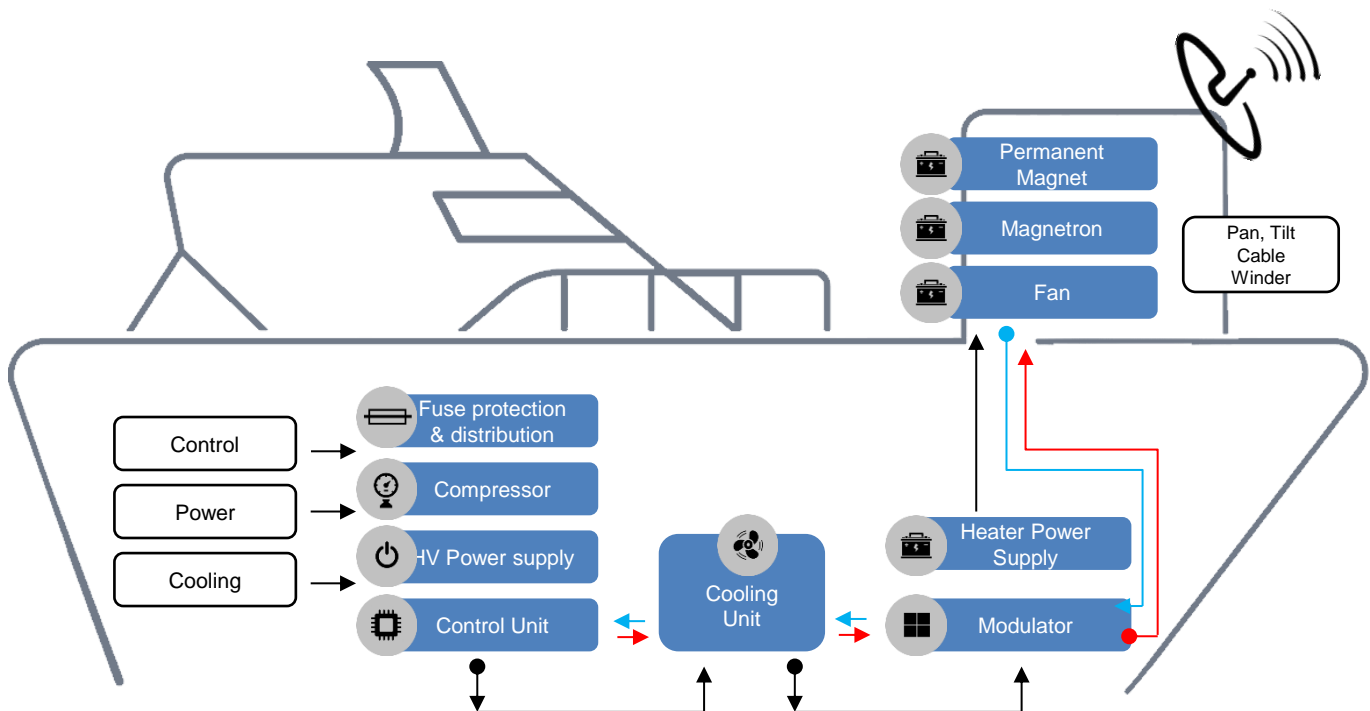 Permanent
Magnet
Magnetron
Fan
Pan, Tilt
Cable
Winder
Control
Power
Cooling
Fuse protection
& distribution
Compressor
HV Power supply
Control Unit
Cooling
Unit
Heater Power
Supply
Modulator